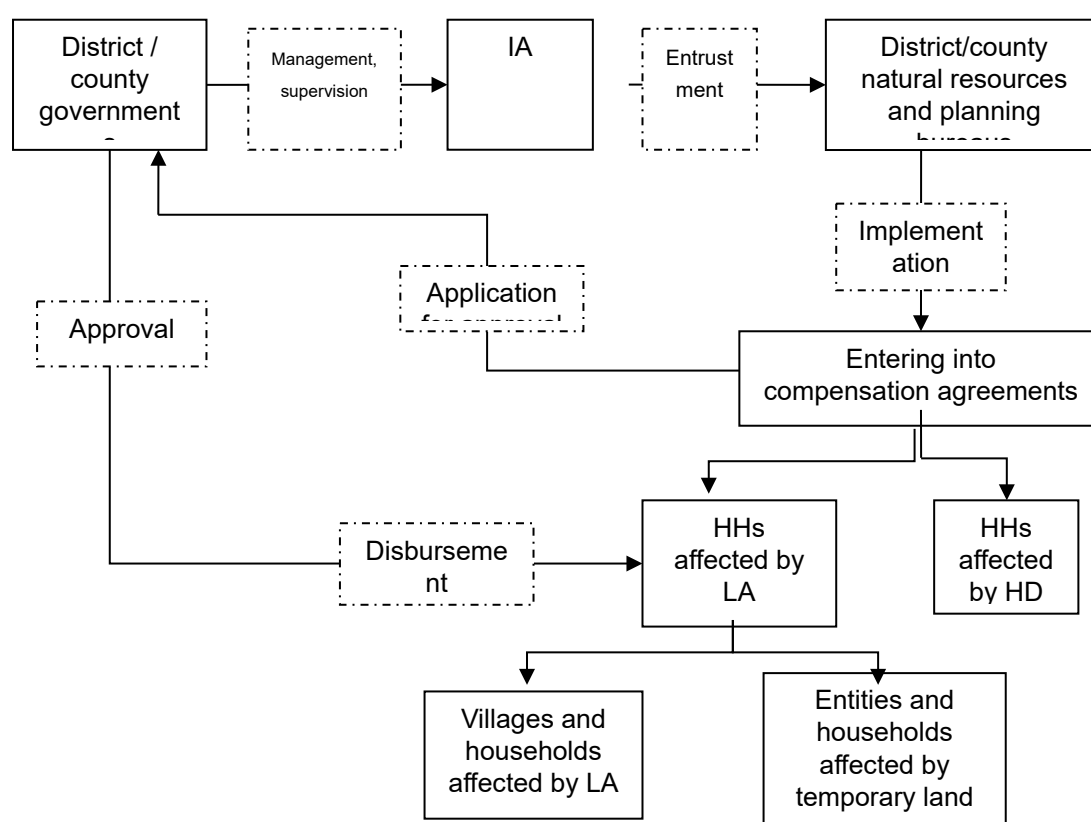 District /
county
government
Management,
supervision
IA
Entrust
ment
District/county
natural resources
and planning
Implement
ation
Application
Approval
Entering into
compensation agreements
Disburseme
nt
HHs
affected by
LA
HHs
affected
by HD
Villages and
households
affected by LA
Entities and
households
affected by
temporary land